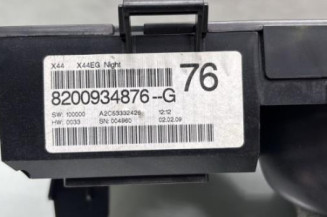 X44 X44EG Night
76
8200934876--G
SW: 100000 A2C53332428 12:12
HW: 0033 SN: 004960 02.02.09